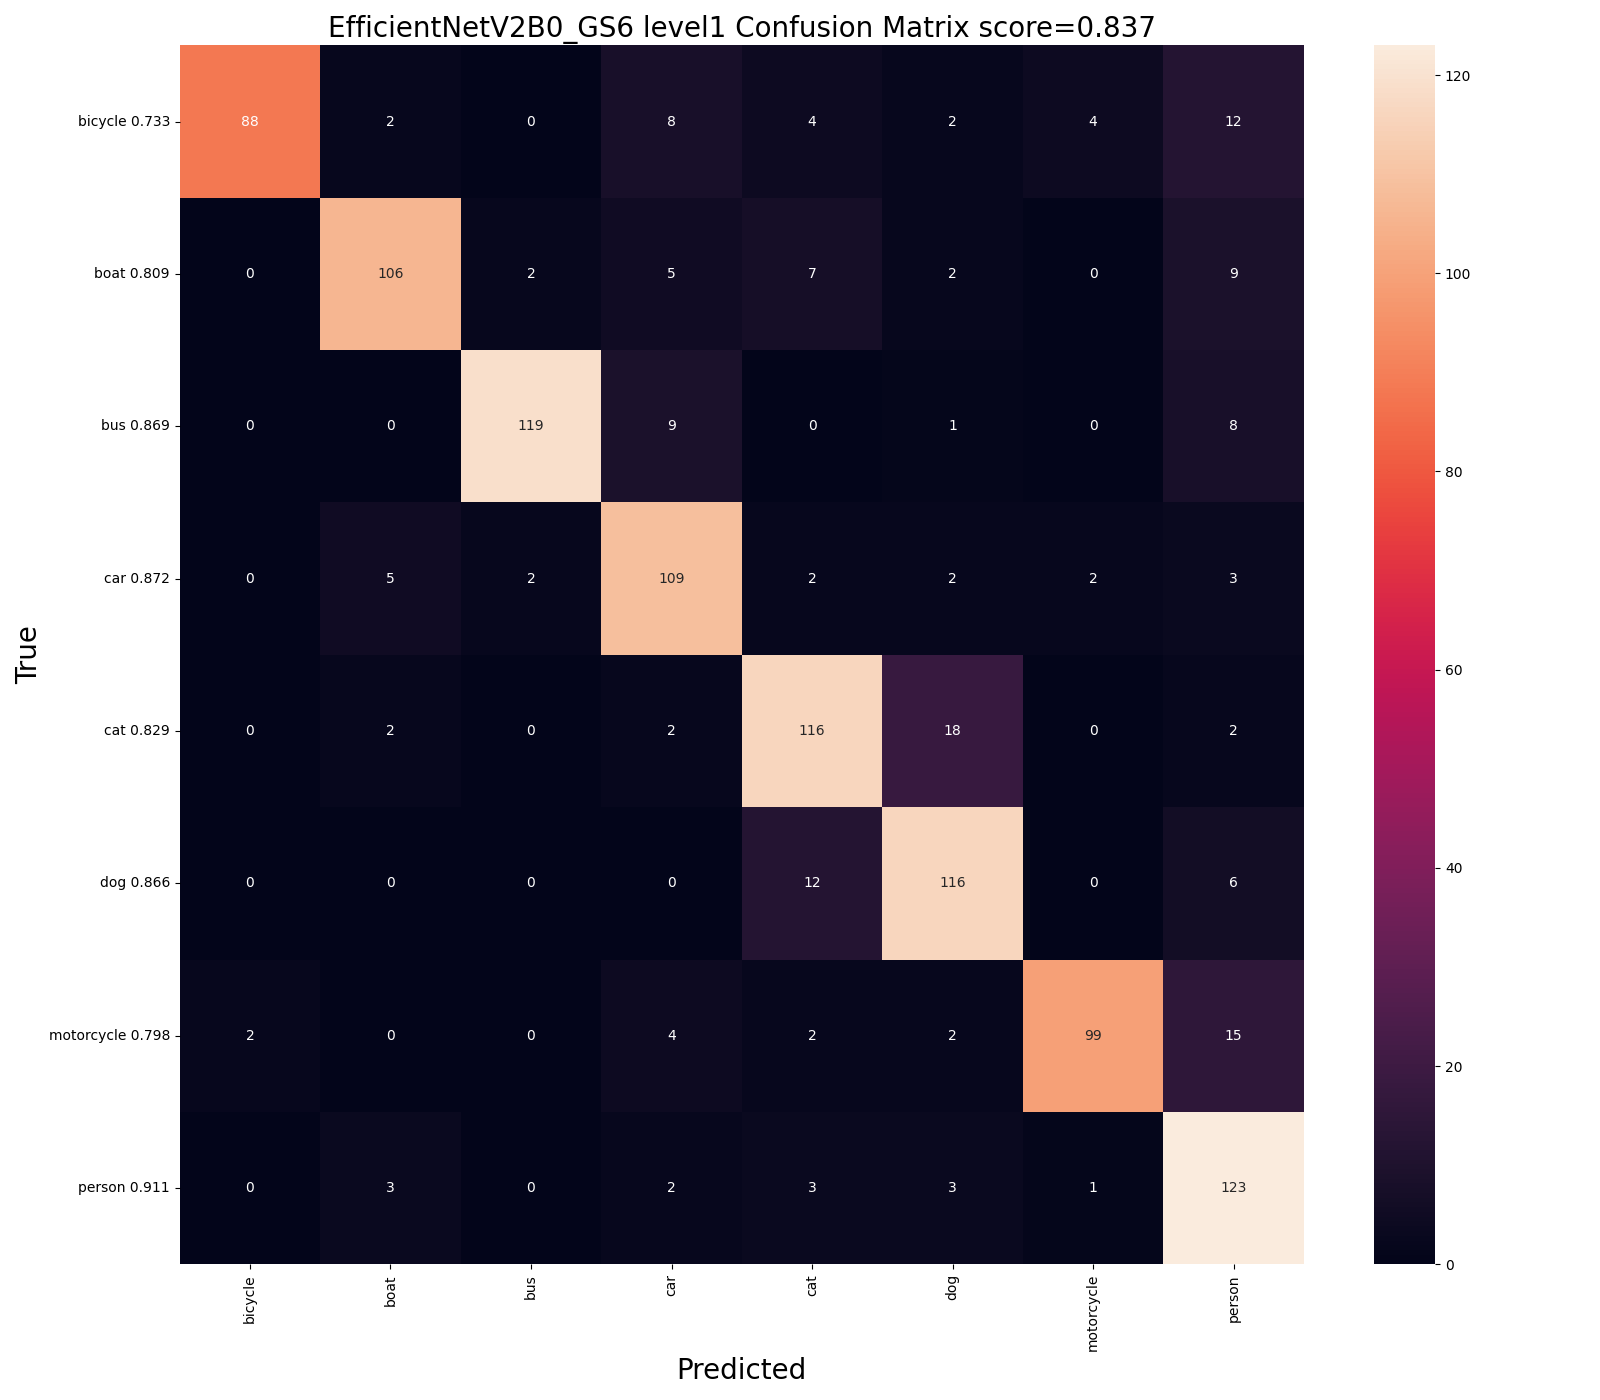 EfficientNetV2B0_GS6 level1 Confusion Matrix score=0.837
bicycle 0.733 88 2 0 8 4 2 4 12
boat 0.809 0 106 2 5 7 2 0 9
bus 0.869 0 0 119 9 0 1 0 8
car 0.872 0 5 2 109 2 2 2 3
cat 0.829 0 2 0 2 116 18 0 2
dog 0.866 0 0 0 0 12 116 0 6
motorcycle 0.798 2 0 0 4 2 2 99 15
person 0.911 0 3 0 2 3 3 1 123
True
bicycle boat bus car cat dog motorcycle person
Predicted
120
100
80
60
40
20
0